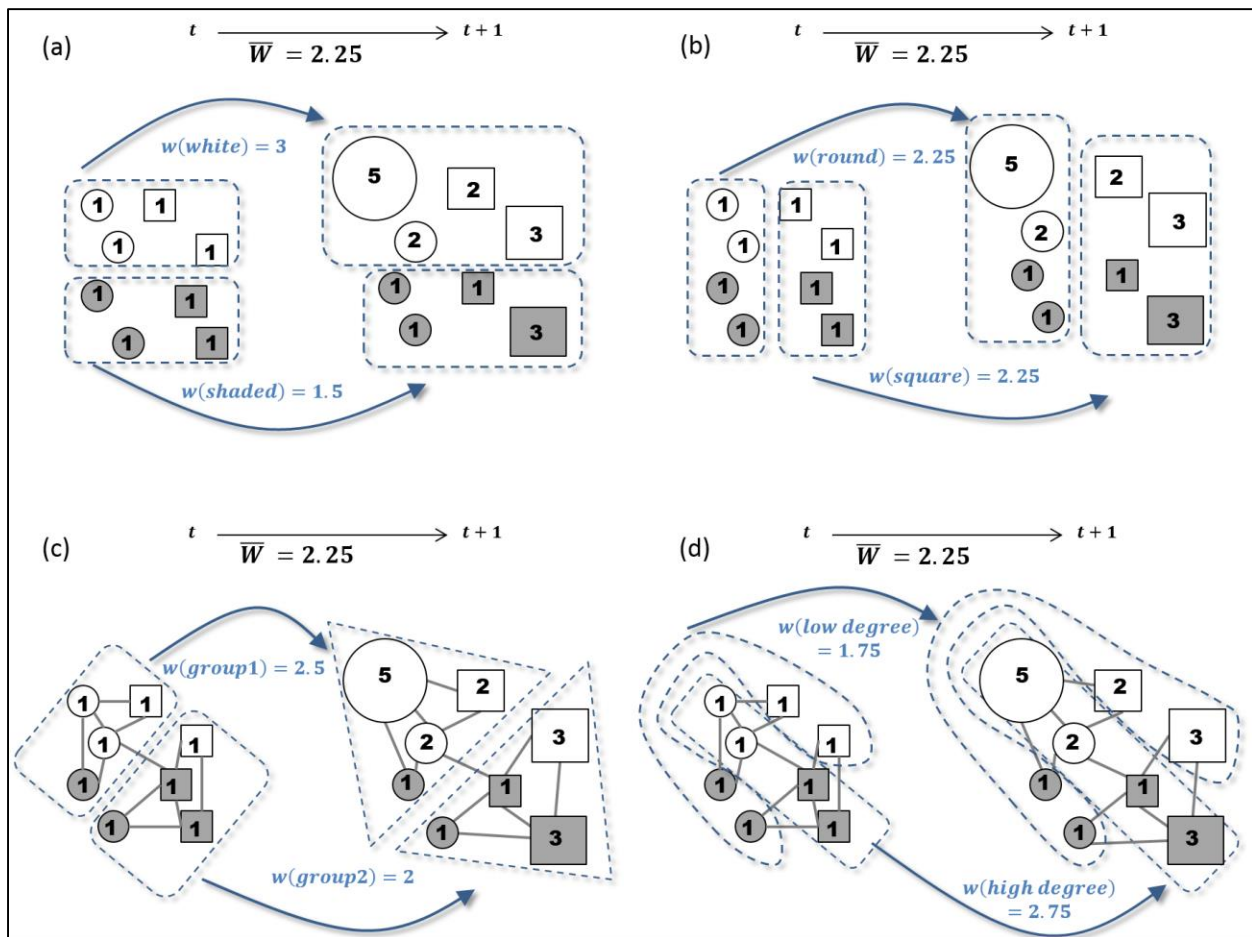 (a)
t t + 1
W̅ = 2.25
w(white) = 3
1 1
1 1
1 1
1 1
w(shaded) = 1.5
5 2
2 3
1 1
1 3
(b)
t t + 1
W̅ = 2.25
w(round) = 2.25
1 1
1 1
1 1
1 1
5 2
2 3
1 1
1 3
w(square) = 2.25
(c)
t t + 1
W̅ = 2.25
w(group1) = 2.5
1 1
1 1
1 1
1 1
5 2
2 3
1 1
1 3
w(group2) = 2
(d)
t t + 1
W̅ = 2.25
w(low degree)
= 1.75
1 1
1 1
1 1
1 1
5 2
2 3
1 1
1 3
w(high degree)
= 2.75